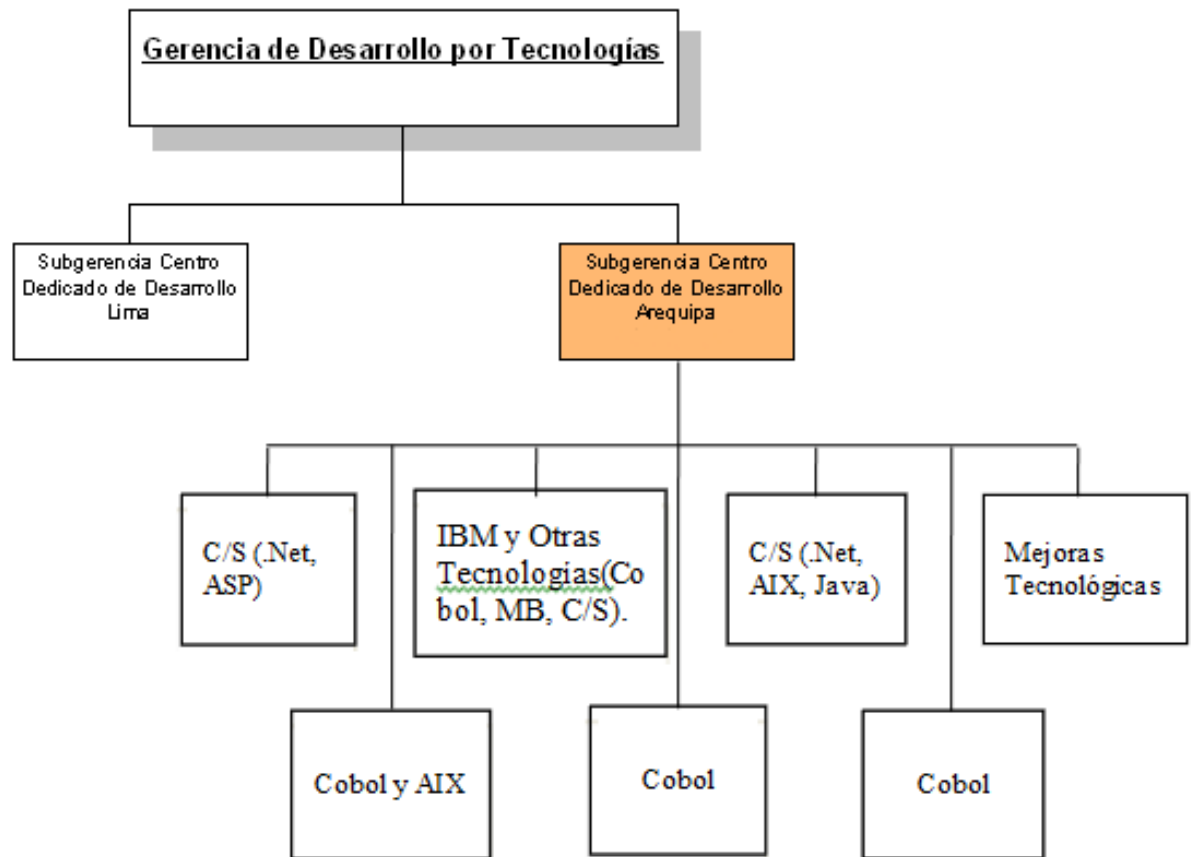 Gerencia de Desarrollo por Tecnologías
Subgerencia Centro
Dedicado de Desarrollo
Lima
Subgerencia Centro
Dedicado de Desarrollo
Arequipa
C/S (.Net,
ASP)
IBM y Otras
Tecnologias(Co
bol, MB, C/S).
C/S (.Net,
AIX, Java)
Mejoras
Tecnológicas
Cobol y AIX
Cobol
Cobol